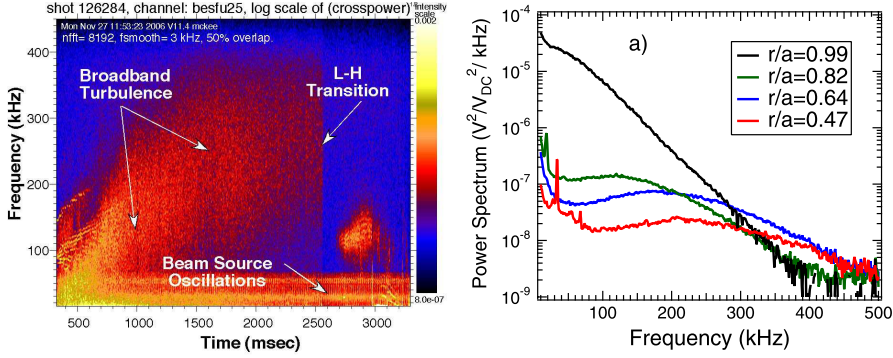 shot 126284, channel: besfu25, log scale of (crosspower)
Intensity
scale
0.002
Mon Nov 27 11:53:23 2006 V11.4 mckee
nfft= 8192, fsmooth= 3 kHz, 50% overlap.
Broadband
Turbulence
L-H
Transition
Beam Source
Oscillations
Frequency (kHz)
400
300
200
100
8.0e-07
500 1000 1500 2000 2500 3000
Time (msec)
a)
r/a=0.99
r/a=0.82
r/a=0.64
r/a=0.47
Power Spectrum (V²/V_DC²/ kHz)
10⁻⁴
10⁻⁵
10⁻⁶
10⁻⁷
10⁻⁸
10⁻⁹
100 200 300 400 500
Frequency (kHz)